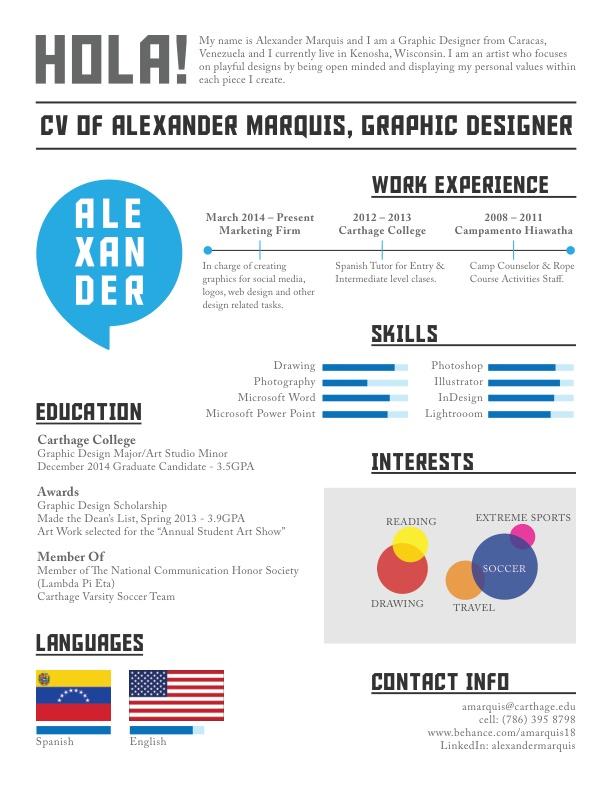 HOLA!
My name is Alexander Marquis and I am a Graphic Designer from Caracas,
Venezuela and I currently live in Kenosha, Wisconsin. I am an artist who focuses
on playful designs by being open minded and displaying my personal values within
each piece I create.
CV OF ALEXANDER MARQUIS, GRAPHIC DESIGNER
ALE
XAN
DER
WORK EXPERIENCE
March 2014 – Present
Marketing Firm
In charge of creating
graphics for social media,
logos, web design and other
design related tasks.
2012 – 2013
Carthage College
Spanish Tutor for Entry &
Intermediate level clases.
2008 – 2011
Campamento Hiawatha
Camp Counselor & Rope
Course Activities Staff.
SKILLS
Drawing
Photography
Microsoft Word
Microsoft Power Point
Photoshop
Illustrator
InDesign
Lightrooom
EDUCATION
Carthage College
Graphic Design Major/Art Studio Minor
December 2014 Graduate Candidate - 3.5GPA
Awards
Graphic Design Scholarship
Made the Dean's List, Spring 2013 - 3.9GPA
Art Work selected for the “Annual Student Art Show”
Member Of
Member of The National Communication Honor Society
(Lambda Pi Eta)
Carthage Varsity Soccer Team
INTERESTS
READING
EXTREME SPORTS
SOCCER
DRAWING
TRAVEL
LANGUAGES
Spanish
English
CONTACT INFO
amarquis@carthage.edu
cell: (786) 395 8798
www.behance.com/amarquis18
LinkedIn: alexandermarquis